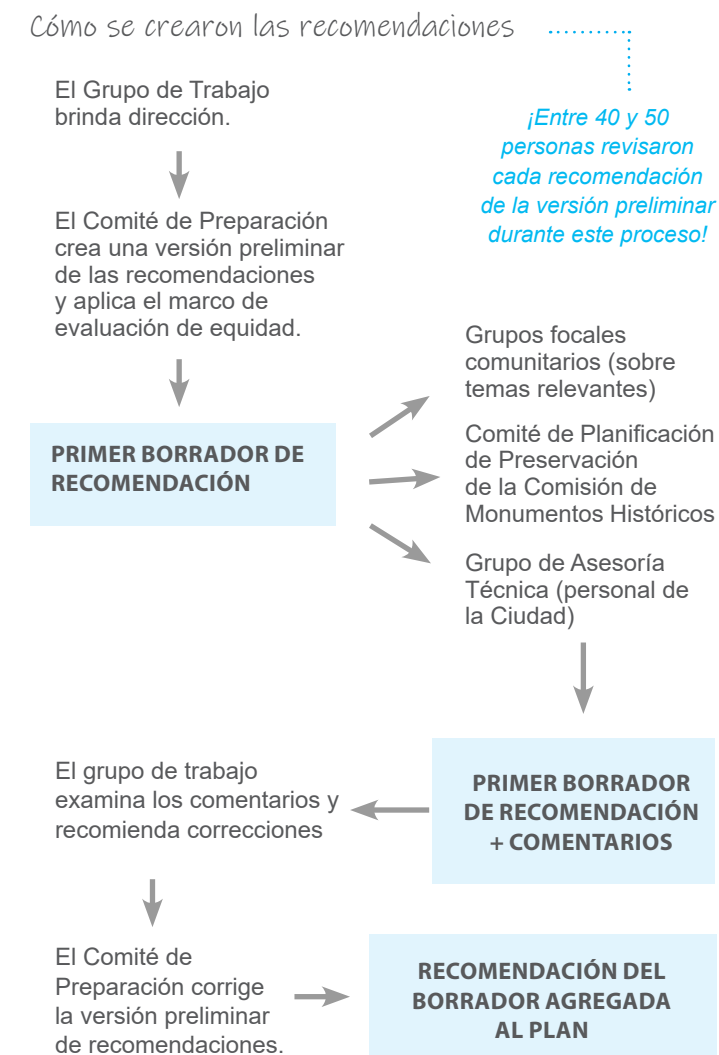 Cómo se crearon las recomendaciones
El Grupo de Trabajo
brinda dirección.
¡Entre 40 y 50
personas revisaron
cada recomendación
de la versión preliminar
durante este proceso!
El Comité de Preparación
crea una versión preliminar
de las recomendaciones
y aplica el marco de
evaluación de equidad.
PRIMER BORRADOR DE
RECOMENDACIÓN
Grupos focales
comunitarios (sobre
temas relevantes)
Comité de Planificación
de Preservación
de la Comisión de
Monumentos Históricos
Grupo de Asesoría
Técnica (personal de
la Ciudad)
PRIMER BORRADOR
DE RECOMENDACIÓN
+ COMENTARIOS
El grupo de trabajo
examina los comentarios y
recomienda correcciones
El Comité de
Preparación corrige
la versión preliminar
de recomendaciones.
RECOMENDACIÓN DEL
BORRADOR AGREGADA
AL PLAN